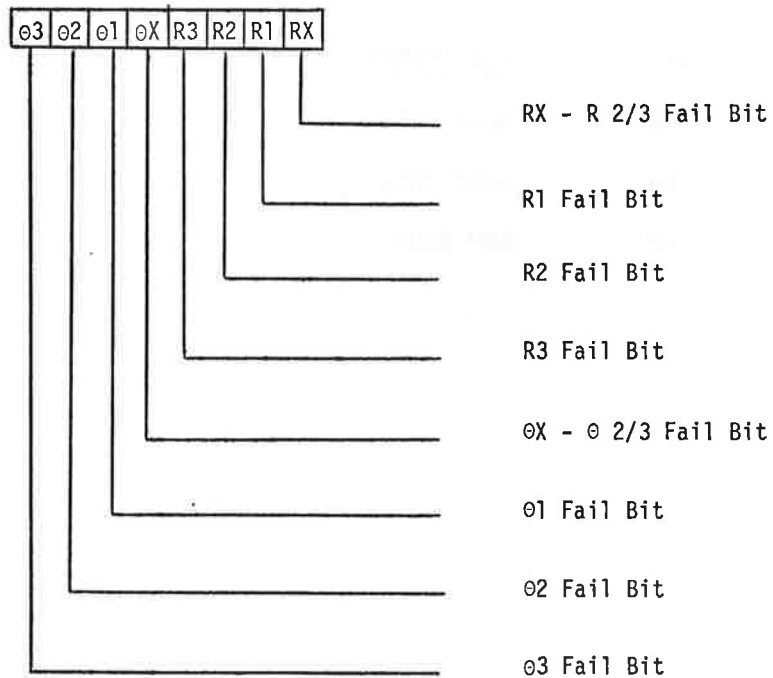 Θ3 Θ2 Θ1 ΘX R3 R2 R1 RX
RX - R 2/3 Fail Bit
R1 Fail Bit
R2 Fail Bit
R3 Fail Bit
ΘX - Θ 2/3 Fail Bit
Θ1 Fail Bit
Θ2 Fail Bit
Θ3 Fail Bit